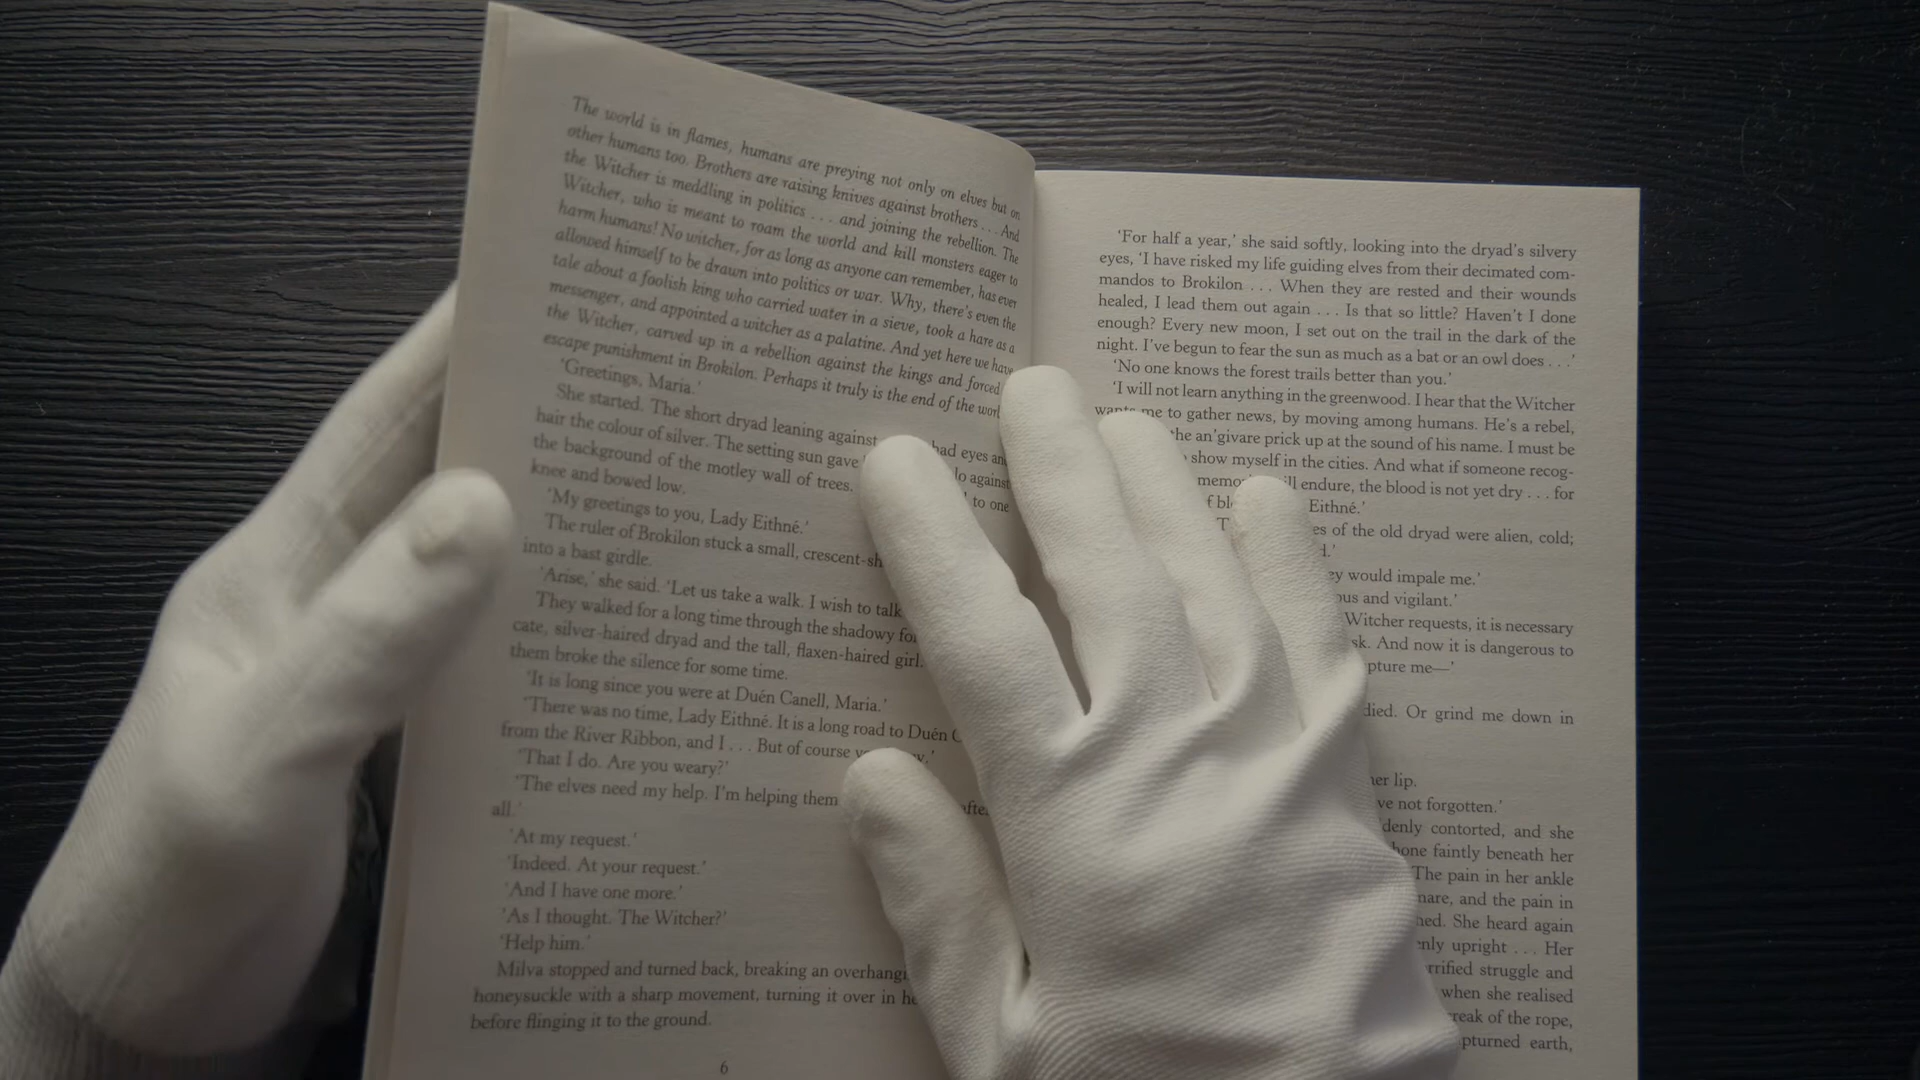 The world is in flames, humans are preying not only on elves but on
other humans too. Brothers are raising knives against brothers . . . And
the Witcher is meddling in politics . . . and joining the rebellion. The
Witcher, who is meant to roam the world and kill monsters eager to
harm humans! No witcher, for as long as anyone can remember, has ever
allowed himself to be drawn into politics or war. Why, there's even the
tale about a foolish king who carried water in a sieve, took a hare as a
messenger, and appointed a witcher as a palatine. And yet here we have
the Witcher, carved up in a rebellion against the kings and forced
escape punishment in Brokilon. Perhaps it truly is the end of the
'Greetings, Maria.'
She started. The short dryad leaning against eyes
hair the colour of silver. The setting sun gave against
the background of the motley wall of trees. to one
knee and bowed low.
'My greetings to you, Lady Eithné.'
The ruler of Brokilon stuck a small,
into a bast girdle.
'Arise,' she said. 'Let us take a walk. I wish to talk
They walked for a long time through the shadowy
cate, silver-haired dryad and the tall, flaxen-haired girl.
them broke the silence for some time.
'It is long since you were at Duén Canell, Maria.'
'There was no time, Lady Eithné. It is a long road to Duén
from the River Ribbon, and I . . . But of course
'That I do. Are you weary?'
'The elves need my help. I'm helping them
all.'
'At my request.'
'Indeed. At your request.'
'And I have one more.'
'As I thought. The Witcher?'
'Help him.'
Milva stopped and turned back, breaking an
honeysuckle with a sharp movement, turning it over in
before flinging it to the ground.
6
'For half a year,' she said softly, looking into the dryad's silvery
eyes, 'I have risked my life guiding elves from their decimated com-
mandos to Brokilon . . . When they are rested and their wounds
healed, I lead them out again . . . Is that so little? Haven't I done
enough? Every new moon, I set out on the trail in the dark of the
night. I've begun to fear the sun as much as a bat or an owl does . . .'
'No one knows the forest trails better than you.'
'I will not learn anything in the greenwood. I hear that the Witcher
wants me to gather news, by moving among humans. He's a rebel,
the an'givare prick up at the sound of his name. I must be
show myself in the cities. And what if someone recog-
endure, the blood is not yet dry . . . for
Eithné.'
of the old dryad were alien, cold;
would impale me.'
and vigilant.'
Witcher requests, it is necessary
And now it is dangerous to
me—'
died. Or grind me down in
lip.
not forgotten.'
contorted, and she
faintly beneath her
The pain in her ankle
and the pain in
She heard again
upright . . . Her
struggle and
when she realised
of the rope,
earth,